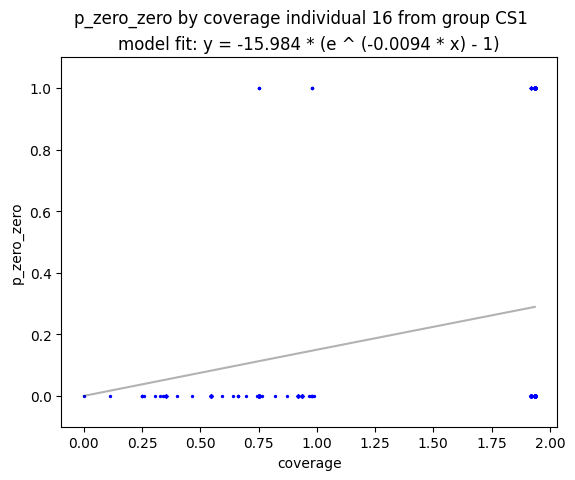 p_zero_zero by coverage individual 16 from group CS1
model fit: y = -15.984 * (e ^ (-0.0094 * x) - 1)
1.0
0.8
0.6
0.4
0.2
0.0
p_zero_zero
0.00 0.25 0.50 0.75 1.00 1.25 1.50 1.75 2.00
coverage